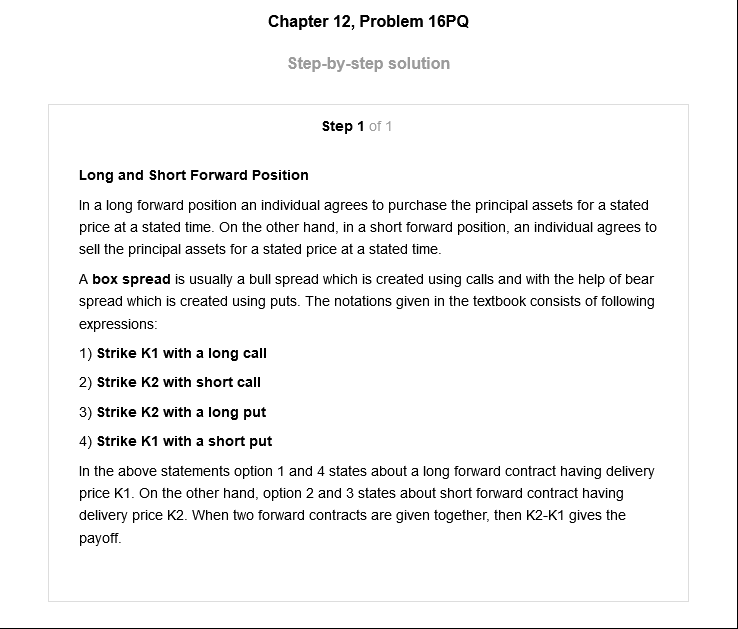 Chapter 12, Problem 16PQ
Step-by-step solution
Step 1 of 1
Long and Short Forward Position
In a long forward position an individual agrees to purchase the principal assets for a stated
price at a stated time. On the other hand, in a short forward position, an individual agrees to
sell the principal assets for a stated price at a stated time.
A box spread is usually a bull spread which is created using calls and with the help of bear
spread which is created using puts. The notations given in the textbook consists of following
expressions:
1) Strike K1 with a long call
2) Strike K2 with short call
3) Strike K2 with a long put
4) Strike K1 with a short put
In the above statements option 1 and 4 states about a long forward contract having delivery
price K1. On the other hand, option 2 and 3 states about short forward contract having
delivery price K2. When two forward contracts are given together, then K2-K1 gives the
payoff.